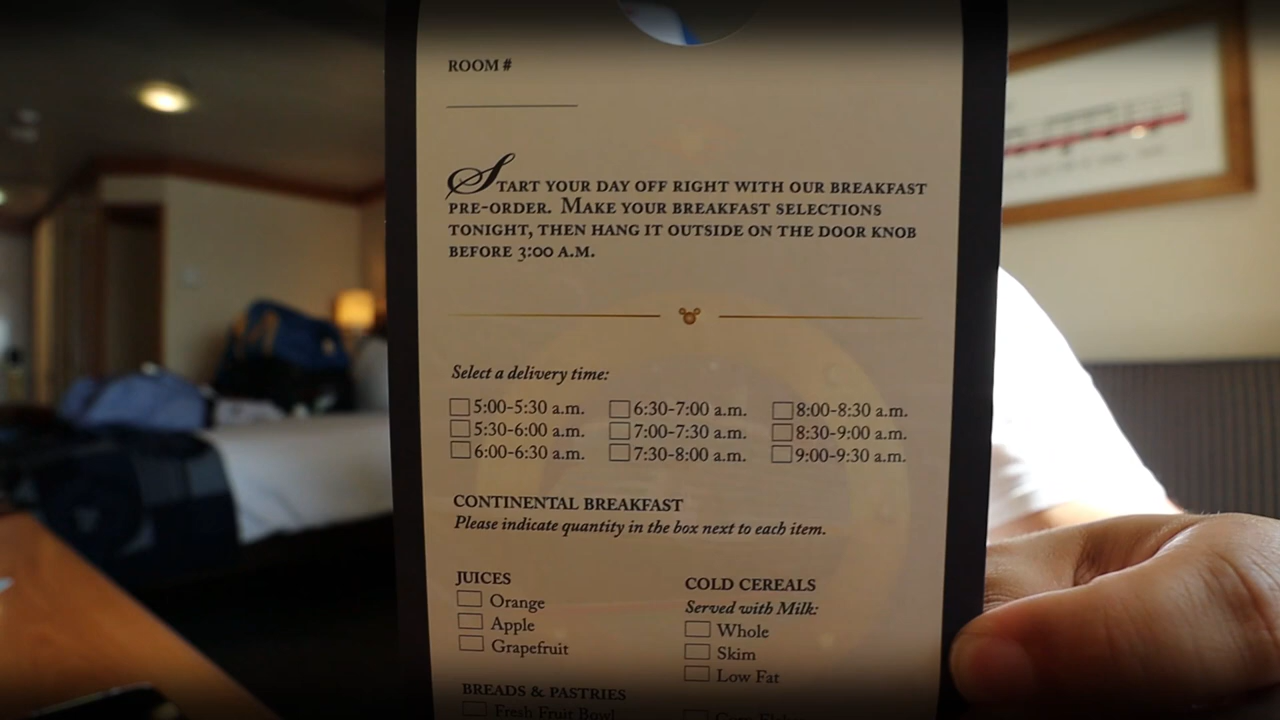 ROOM #
START YOUR DAY OFF RIGHT WITH OUR BREAKFAST
PRE-ORDER. MAKE YOUR BREAKFAST SELECTIONS
TONIGHT, THEN HANG IT OUTSIDE ON THE DOOR KNOB
BEFORE 3:00 A.M.
Select a delivery time:
5:00-5:30 a.m. 6:30-7:00 a.m. 8:00-8:30 a.m.
5:30-6:00 a.m. 7:00-7:30 a.m. 8:30-9:00 a.m.
6:00-6:30 a.m. 7:30-8:00 a.m. 9:00-9:30 a.m.
CONTINENTAL BREAKFAST
Please indicate quantity in the box next to each item.
JUICES
Orange
Apple
Grapefruit
BREADS & PASTRIES
Fresh Fruit Bowl
COLD CEREALS
Served with Milk:
Whole
Skim
Low Fat